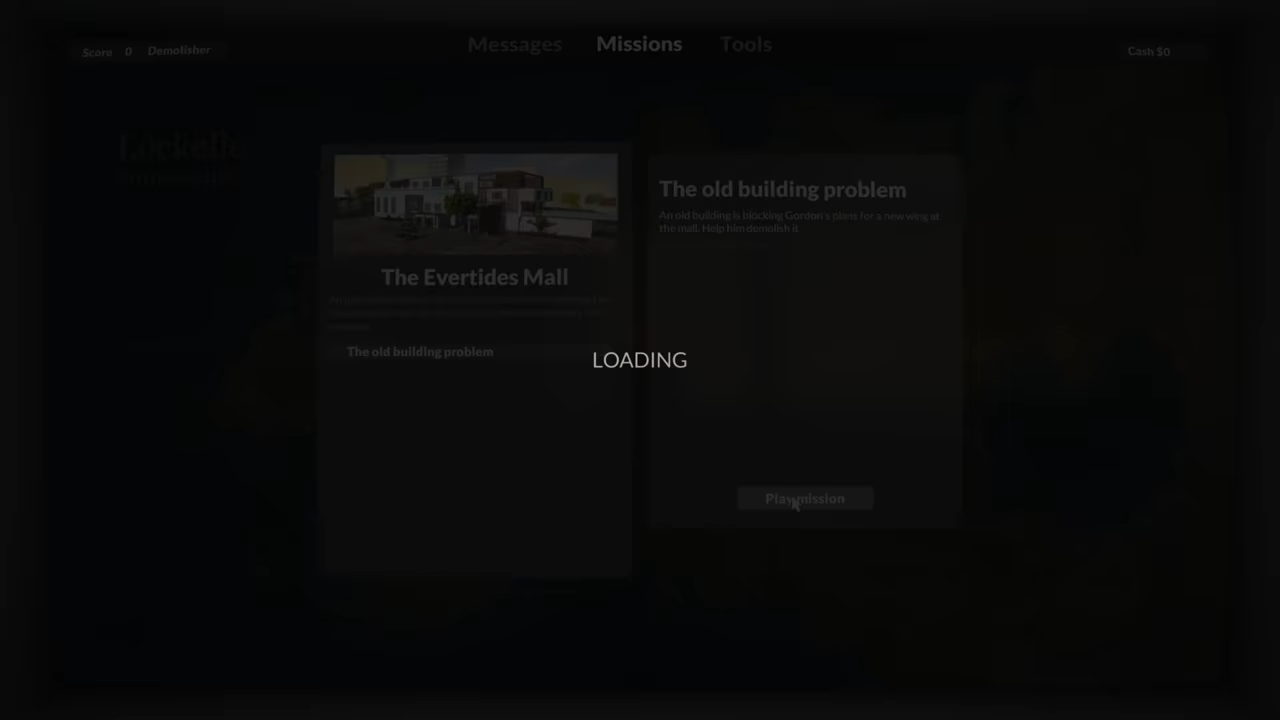 Score 0 Demolisher
Messages Missions Tools
Cash $0
The Evertides Mall
The old building problem
The old building problem
An old building is blocking Gordon's plans for a new wing at
the mall. Help him demolish it.
LOADING
Play mission